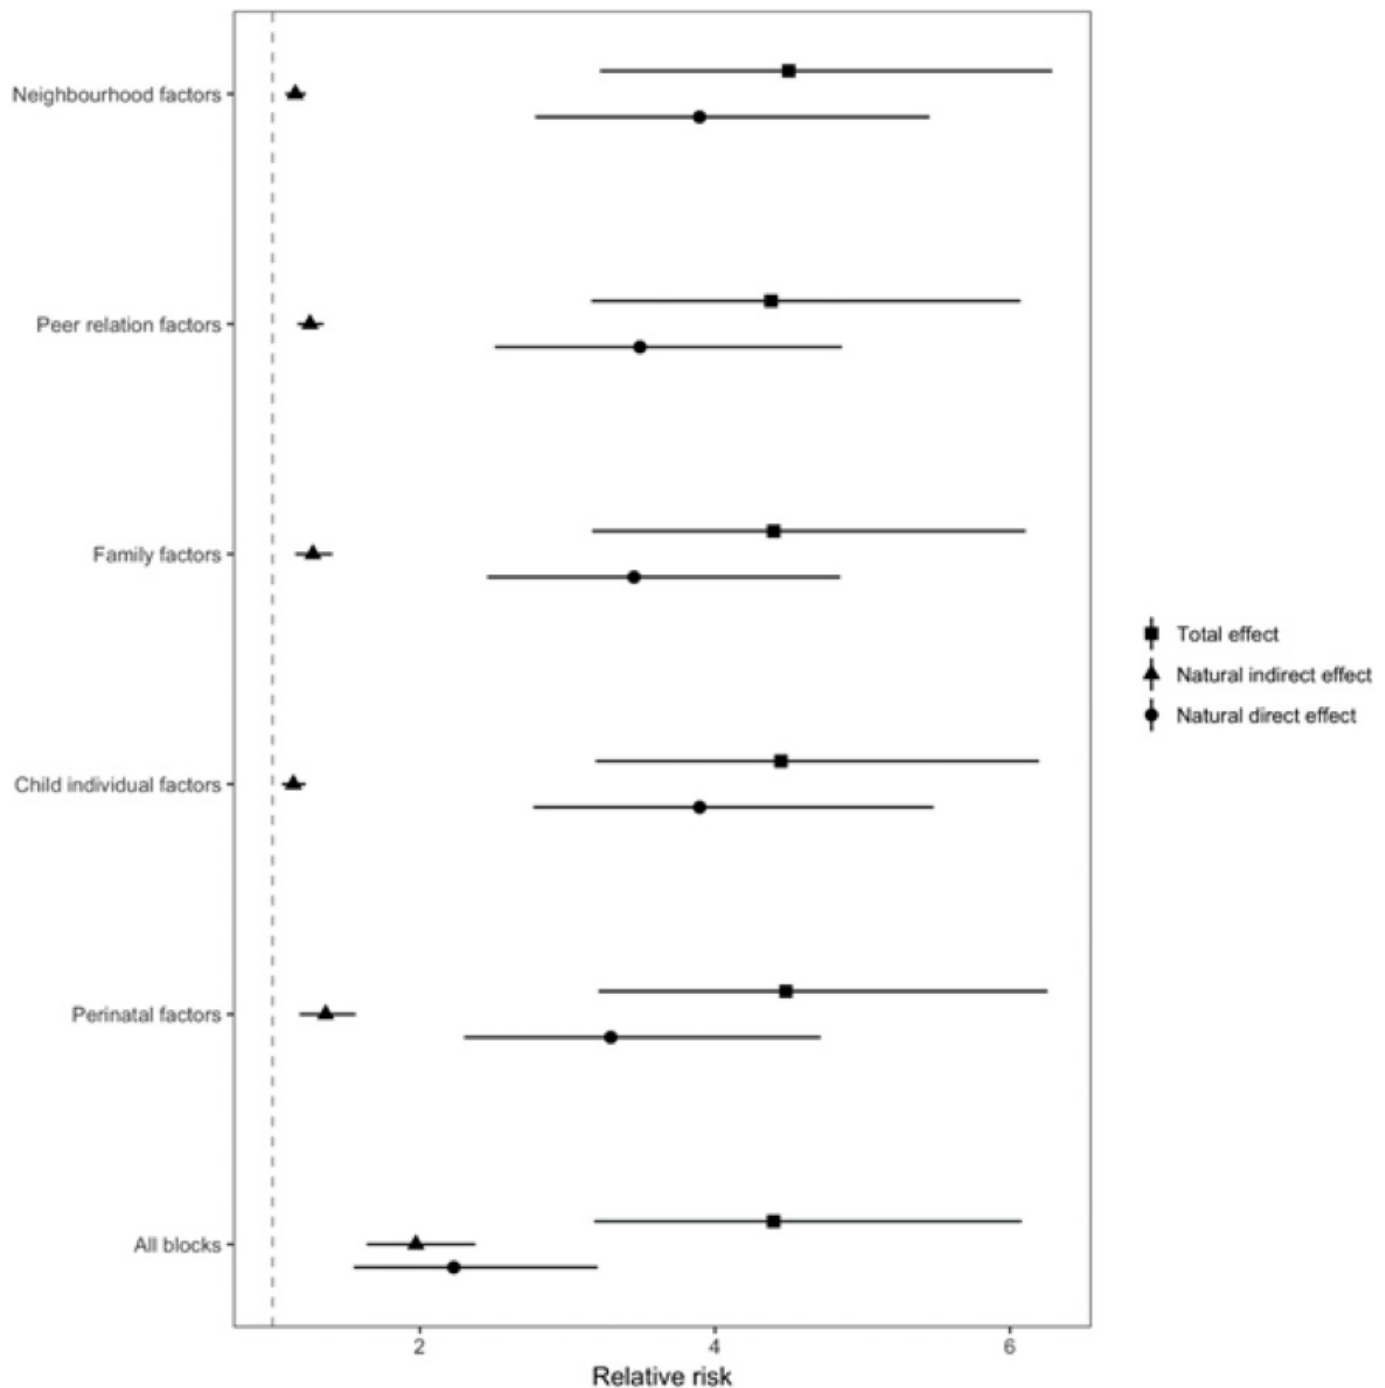 Neighbourhood factors
Peer relation factors
Family factors
Child individual factors
Perinatal factors
All blocks
Total effect
Natural indirect effect
Natural direct effect
2 4 6
Relative risk